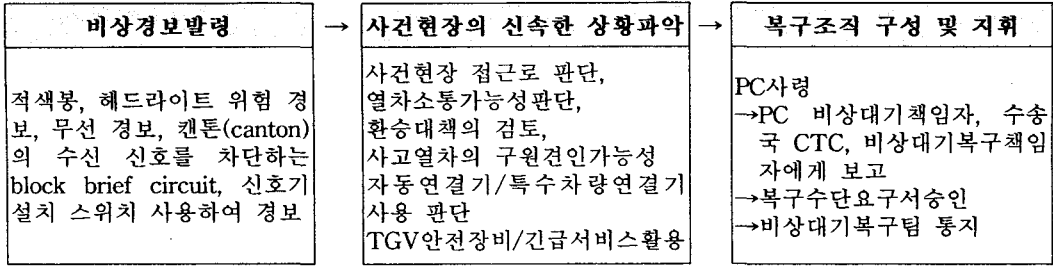 비상경보발령
→
사건현장의 신속한 상황파악
→
복구조직 구성 및 지휘
적색봉, 헤드라이트 위험 경
보, 무선 경보, 캔톤(canton)
의 수신 신호를 차단하는
block brief circuit, 신호기
설치 스위치 사용하여 경보
사건현장 접근로 판단,
열차소통가능성판단,
환승대책의 검토,
사고열차의 구원견인가능성
자동연결기/특수차량연결기
사용 판단
TGV안전장비/긴급서비스활용
PC사령
→PC 비상대기책임자, 수송
국 CTC, 비상대기복구책임
자에게 보고
→복구수단요구서승인
→비상대기복구팀 통지